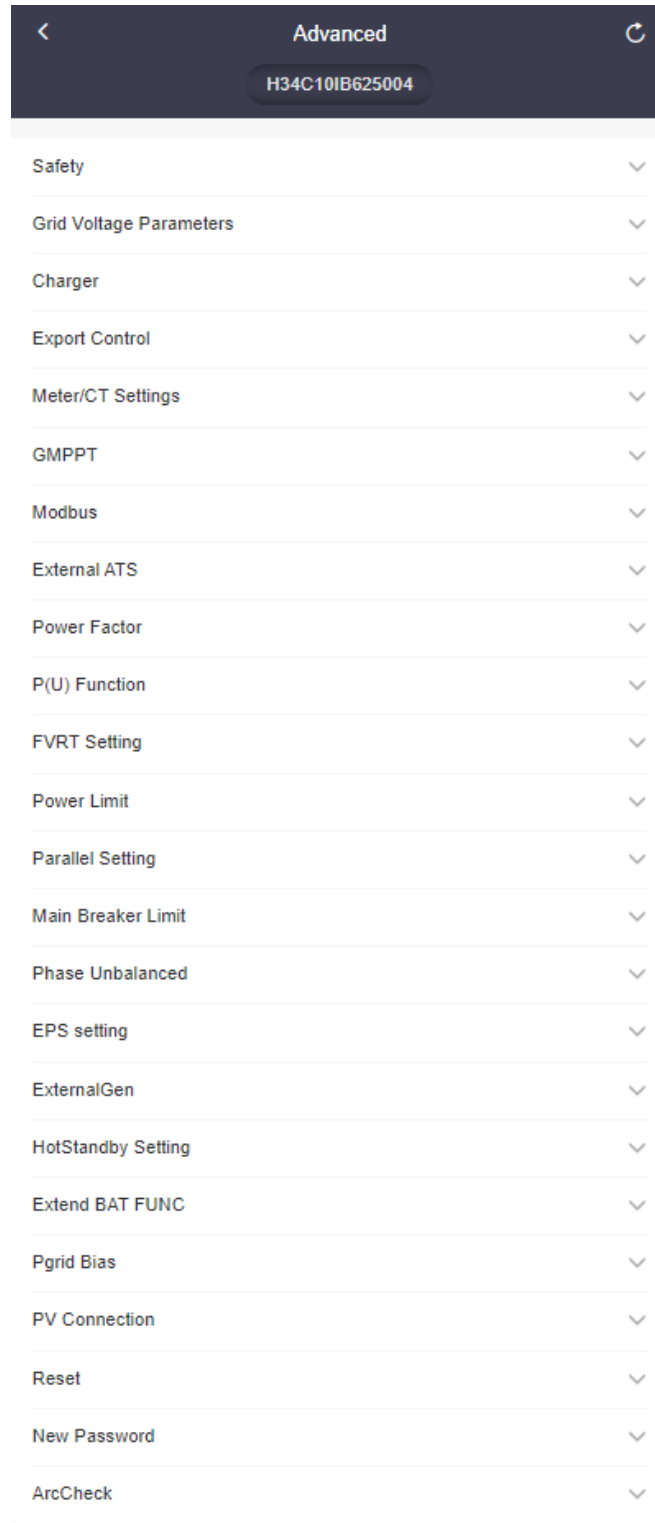 Advanced
H34C10IB625004
Safety
Grid Voltage Parameters
Charger
Export Control
Meter/CT Settings
GMPPT
Modbus
External ATS
Power Factor
P(U) Function
FVRT Setting
Power Limit
Parallel Setting
Main Breaker Limit
Phase Unbalanced
EPS setting
ExternalGen
HotStandby Setting
Extend BAT FUNC
Pgrid Bias
PV Connection
Reset
New Password
ArcCheck